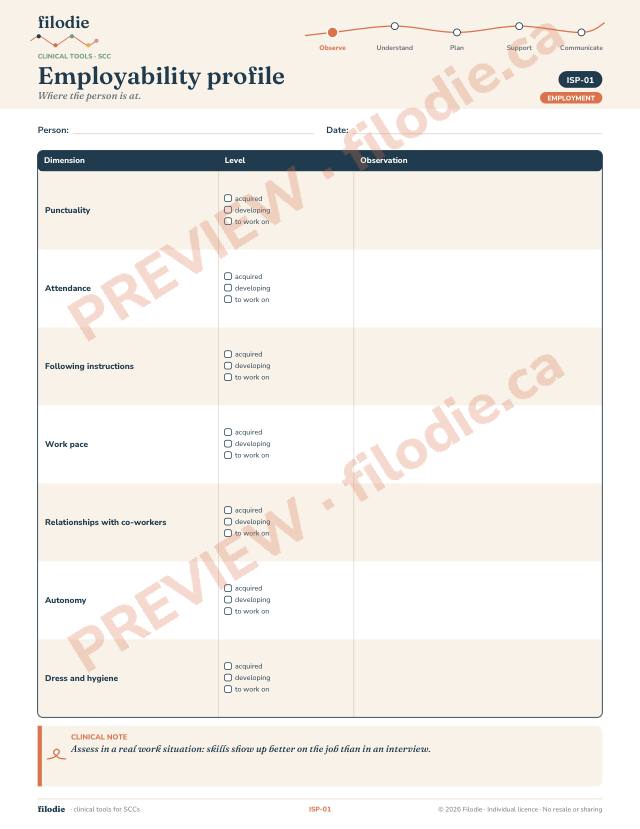 filodie
CLINICAL TOOLS · SCC
Employability profile
Where the person is at.
Observe Understand Plan Support Communicate
ISP-01
EMPLOYMENT
Person: Date:
Dimension Level Observation
Punctuality
acquired
developing
to work on
Attendance
acquired
developing
to work on
Following instructions
acquired
developing
to work on
Work pace
acquired
developing
to work on
Relationships with co-workers
acquired
developing
to work on
Autonomy
acquired
developing
to work on
Dress and hygiene
acquired
developing
to work on
PREVIEW · filodie.ca
PREVIEW · filodie.ca
CLINICAL NOTE
Assess in a real work situation: skills show up better on the job than in an interview.
filodie · clinical tools for SCCs ISP-01 © 2026 Filodie · Individual licence · No resale or sharing